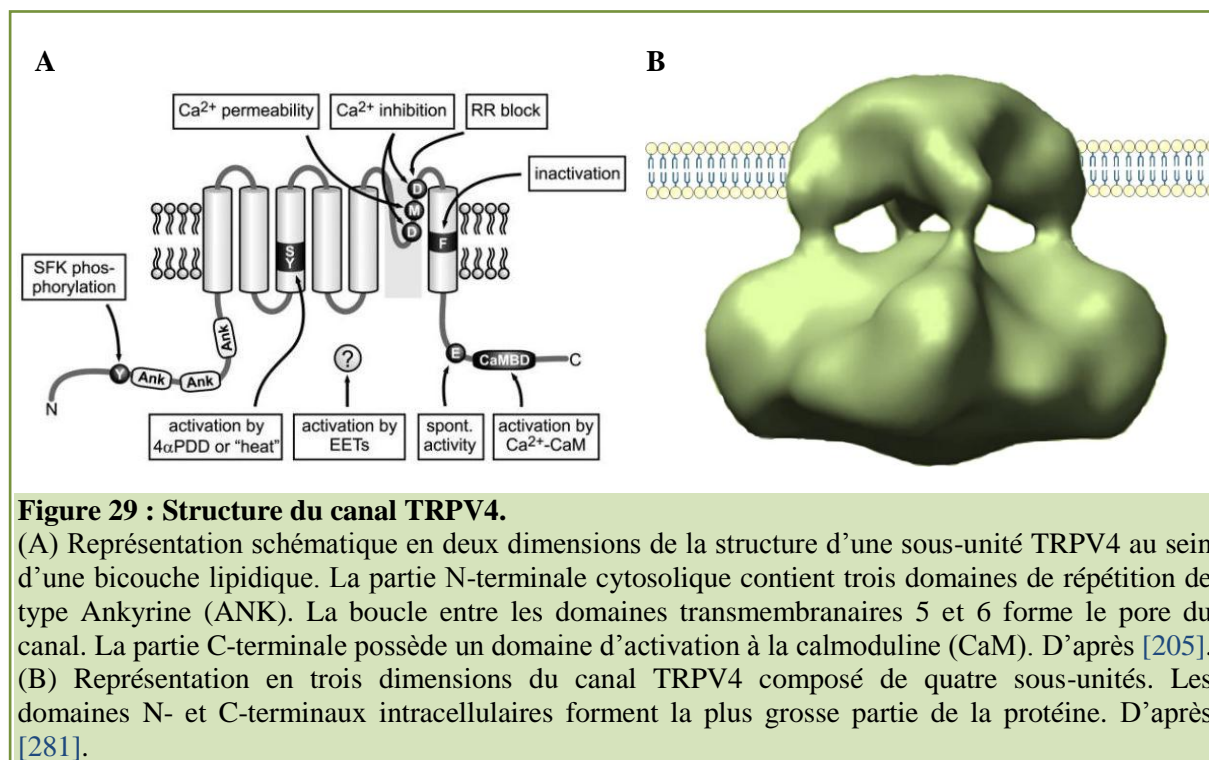 A
B
Ca2+ permeability
Ca2+ inhibition
RR block
inactivation
D
M
D
F
S
Y
SFK phos-
phorylation
Y
Ank
Ank
Ank
N
?
E
CaMBD
C
activation by
4αPDD or "heat"
activation by
EETs
spont.
activity
activation by
Ca2+-CaM
Figure 29 : Structure du canal TRPV4.
(A) Représentation schématique en deux dimensions de la structure d'une sous-unité TRPV4 au sein
d'une bicouche lipidique. La partie N-terminale cytosolique contient trois domaines de répétition de
type Ankyrine (ANK). La boucle entre les domaines transmembranaires 5 et 6 forme le pore du
canal. La partie C-terminale possède un domaine d'activation à la calmoduline (CaM). D'après [205].
(B) Représentation en trois dimensions du canal TRPV4 composé de quatre sous-unités. Les
domaines N- et C-terminaux intracellulaires forment la plus grosse partie de la protéine. D'après
[281].